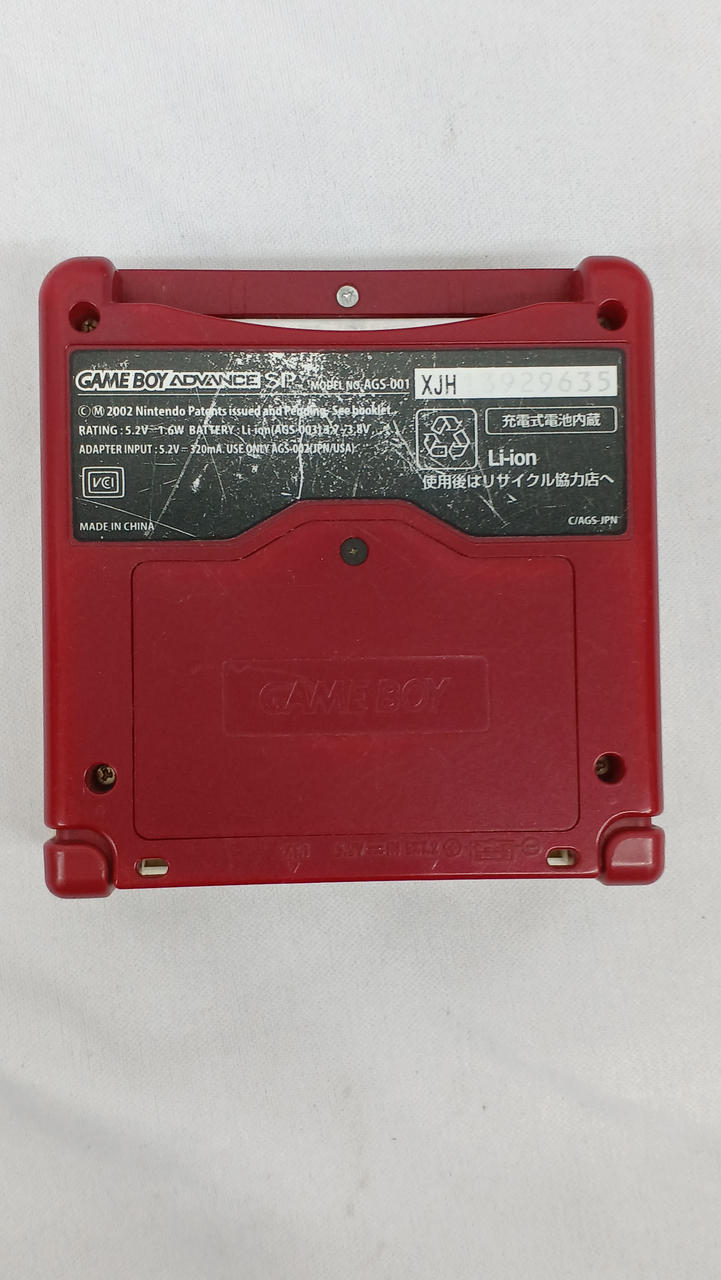 GAME BOY ADVANCE SP MODEL NO. AGS-001 XJH 13929635
©Ⓜ 2002 Nintendo Patents issued and Pending. See booklet.
RATING : 5.2V⎓1.6W BATTERY : Li-ion(AGS-003)
ADAPTER INPUT : 5.2V⎓320mA. USE ONLY AGS-002(JPN/USA)
VCI
MADE IN CHINA
充電式電池内蔵
Li-ion
使用後はリサイクル協力店へ
C/AGS-JPN
GAME BOY